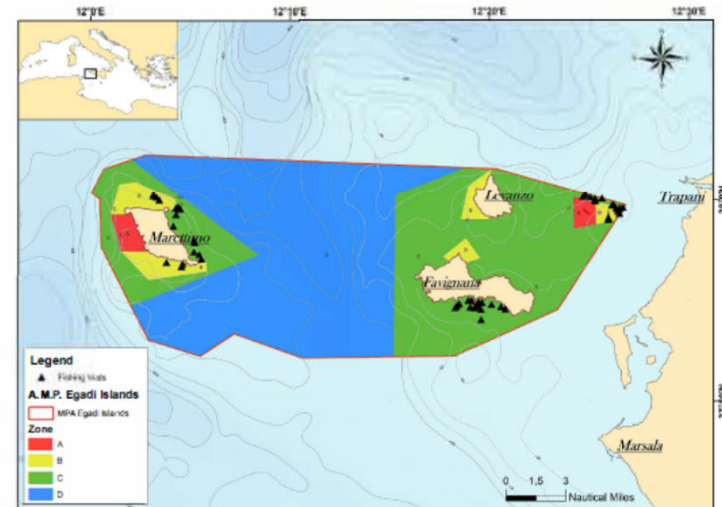 12°0'E
12°10'E
12°20'E
12°30'E
Levanzo
Trapani
Marettimo
Favignana
Legend
Fishing trials
A.M.P. Egadi Islands
MPA Egadi Islands
Zone
A
B
C
D
Marsala
0 1,5 3
Nautical Miles